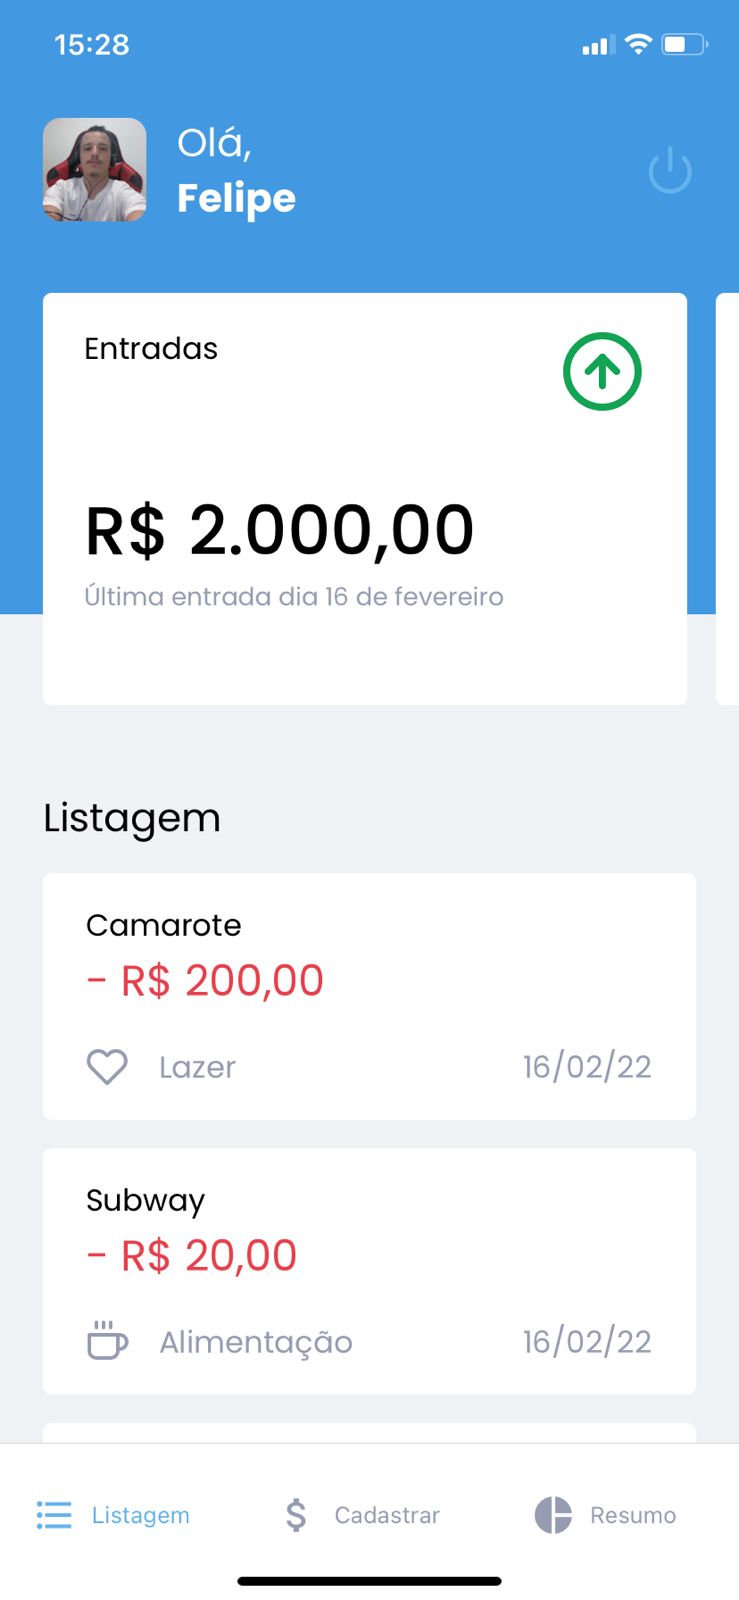 15:28
Olá,
Felipe
Entradas
R$ 2.000,00
Última entrada dia 16 de fevereiro
Listagem
Camarote
- R$ 200,00
Lazer 16/02/22
Subway
- R$ 20,00
Alimentação 16/02/22
Listagem Cadastrar Resumo